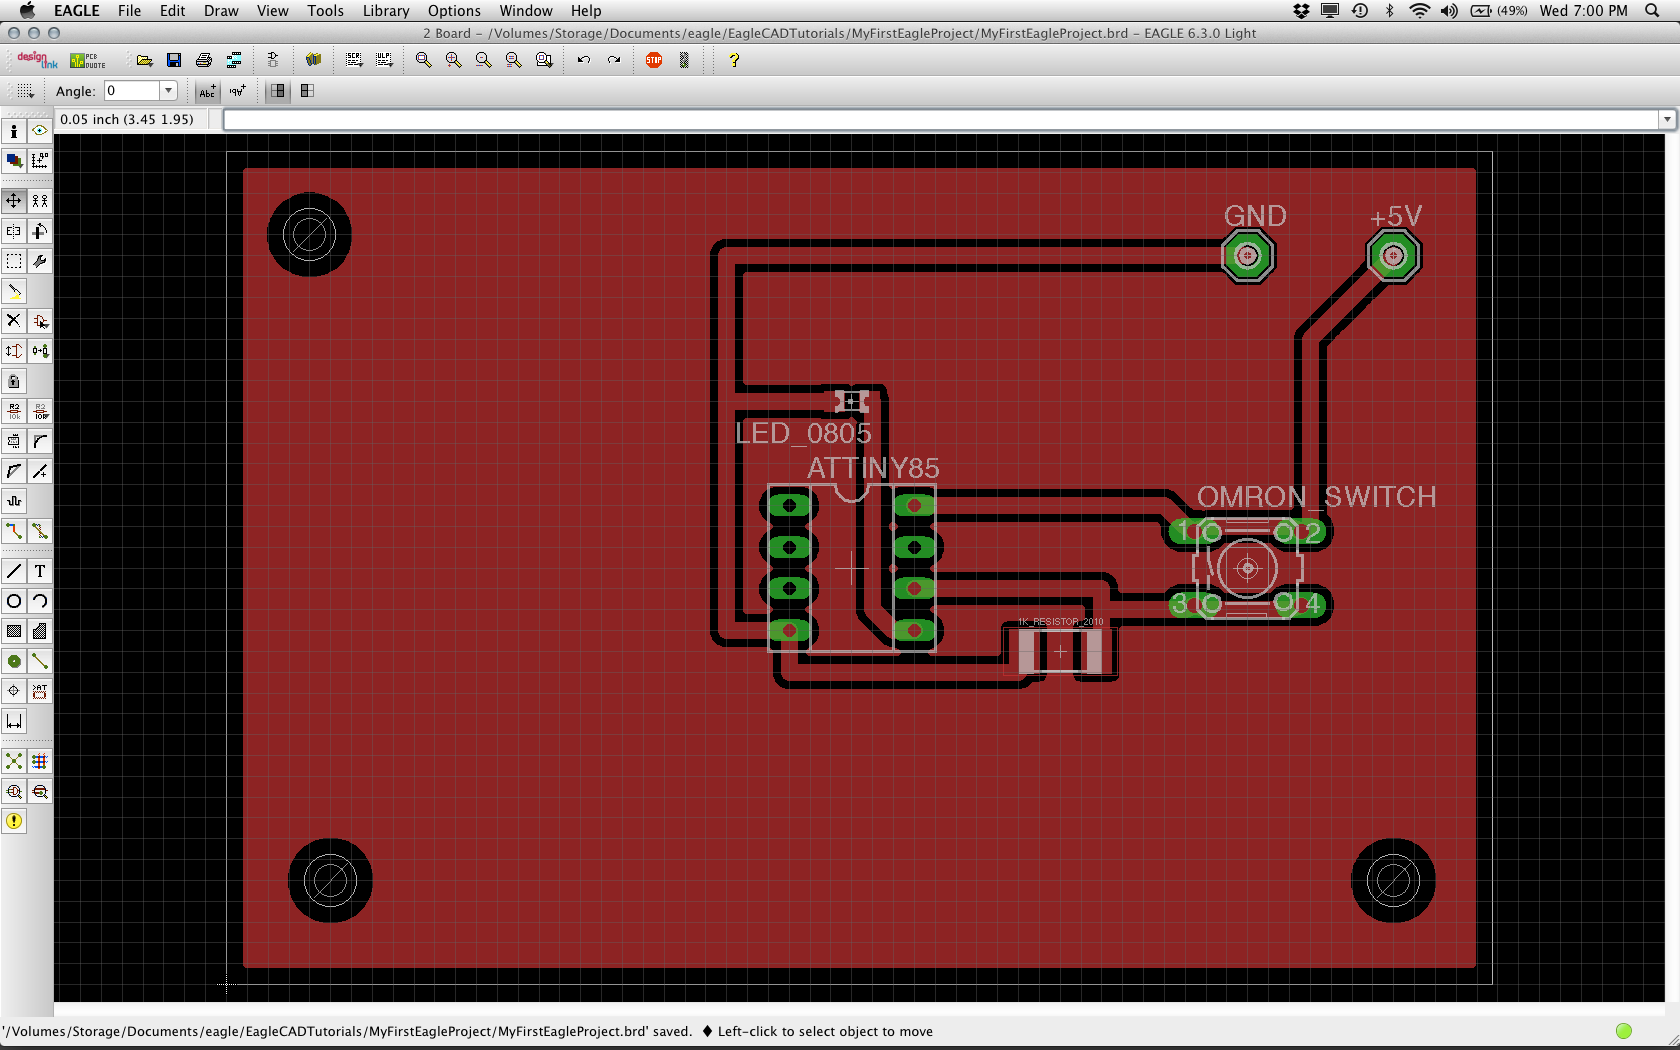 EAGLE File Edit Draw View Tools Library Options Window Help (49%) Wed 7:00 PM
2 Board - /Volumes/Storage/Documents/eagle/EagleCADTutorials/MyFirstEagleProject/MyFirstEagleProject.brd - EAGLE 6.3.0 Light
design link PCB QUOTE SCR ULP STOP ?
Angle: 0 Abc
0.05 inch (3.45 1.95)
GND +5V
LED_0805
ATTINY85
OMRON_SWITCH
1 2
3 4
1K_RESISTOR_2010
'/Volumes/Storage/Documents/eagle/EagleCADTutorials/MyFirstEagleProject/MyFirstEagleProject.brd' saved. ♦ Left-click to select object to move